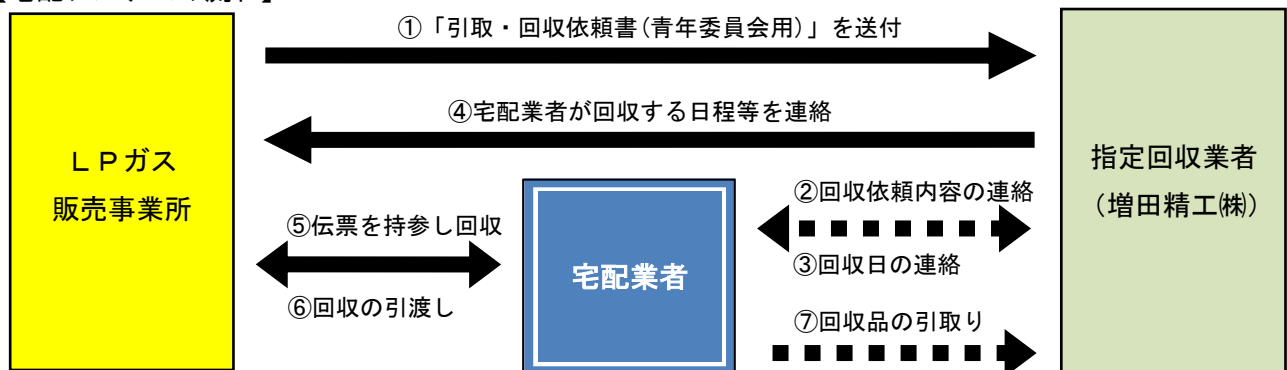 ①「引取・回収依頼書(青年委員会用)」を送付
④宅配業者が回収する日程等を連絡
ＬＰガス
販売事業所
指定回収業者
（増田精工㈱）
②回収依頼内容の連絡
⑤伝票を持参し回収
宅配業者
③回収日の連絡
⑥回収の引渡し
⑦回収品の引取り